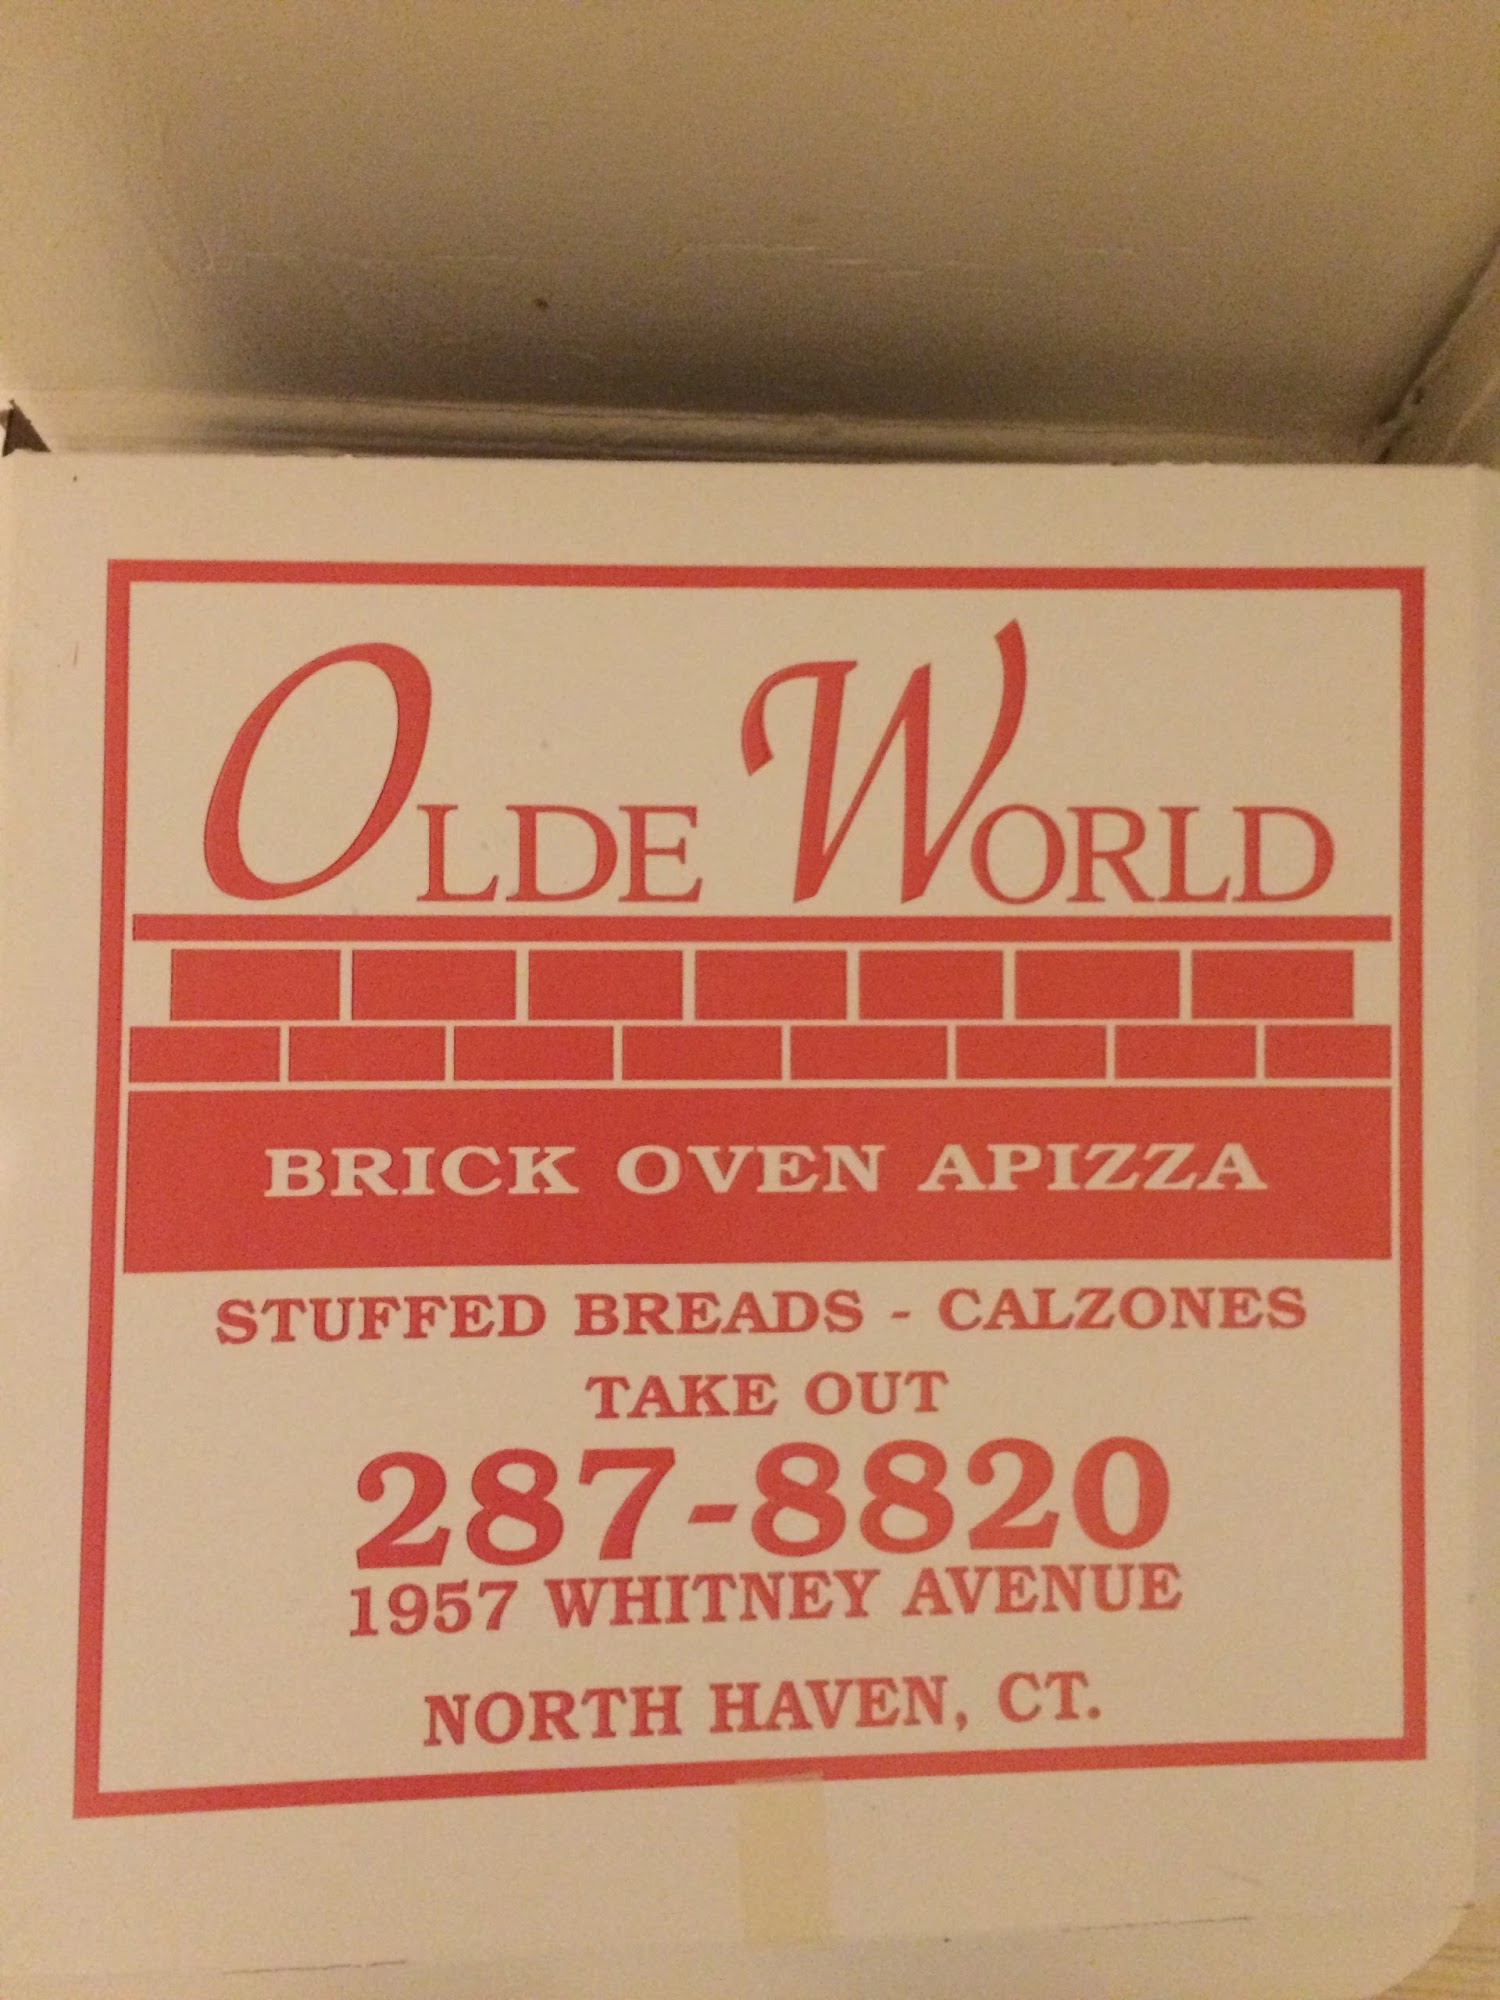 OLDE WORLD
BRICK OVEN APIZZA
STUFFED BREADS - CALZONES
TAKE OUT
287-8820
1957 WHITNEY AVENUE
NORTH HAVEN, CT.